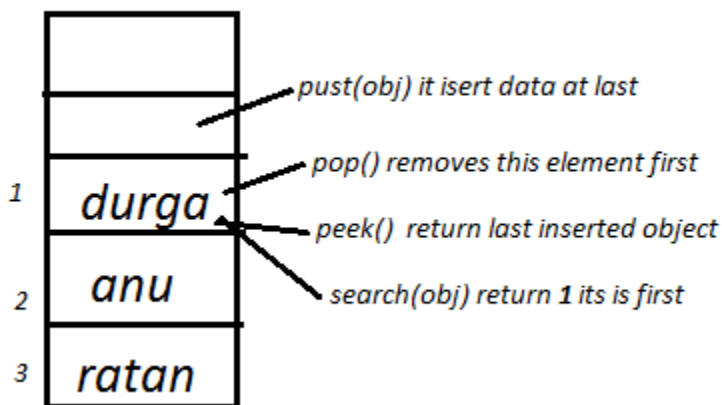 pust(obj) it isert data at last
pop() removes this element first
1
durga
peek() return last inserted object
anu
search(obj) return 1 its is first
2
3
ratan